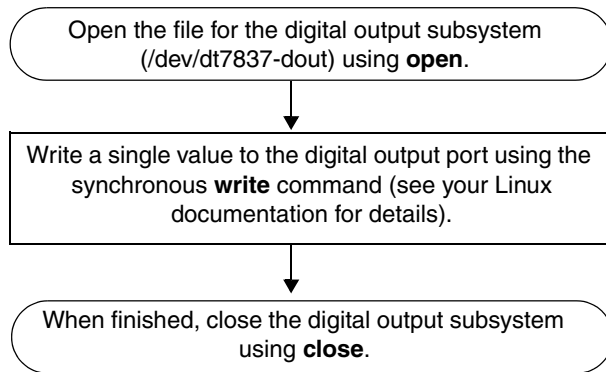 Open the file for the digital output subsystem
(/dev/dt7837-dout) using open.
Write a single value to the digital output port using the
synchronous write command (see your Linux
documentation for details).
When finished, close the digital output subsystem
using close.